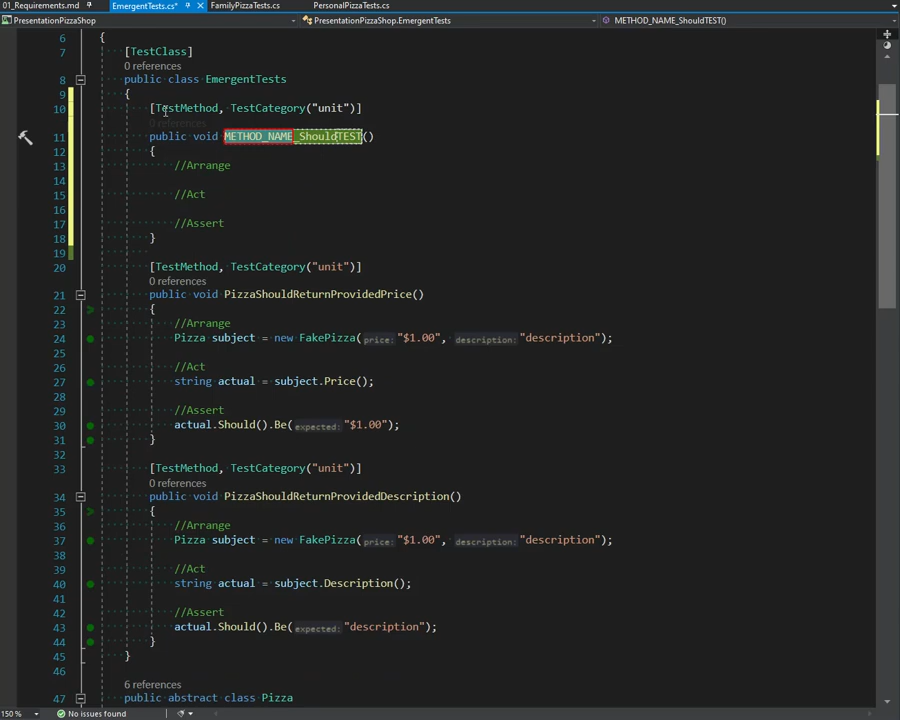 01_Requirements.md EmergentTests.cs* FamilyPizzaTests.cs PersonalPizzaTests.cs
PresentationPizzaShop PresentationPizzaShop.EmergentTests METHOD_NAME_ShouldTEST()
6 {
7 [TestClass]
0 references
8 public class EmergentTests
9 {
10 [TestMethod, TestCategory("unit")]
0 references
11 public void METHOD_NAME_ShouldTEST()
12 {
13 //Arrange
14
15 //Act
16
17 //Assert
18 }
19
20 [TestMethod, TestCategory("unit")]
0 references
21 public void PizzaShouldReturnProvidedPrice()
22 {
23 //Arrange
24 Pizza subject = new FakePizza(price: "$1.00", description: "description");
25
26 //Act
27 string actual = subject.Price();
28
29 //Assert
30 actual.Should().Be(expected: "$1.00");
31 }
32
33 [TestMethod, TestCategory("unit")]
0 references
34 public void PizzaShouldReturnProvidedDescription()
35 {
36 //Arrange
37 Pizza subject = new FakePizza(price: "$1.00", description: "description");
38
39 //Act
40 string actual = subject.Description();
41
42 //Assert
43 actual.Should().Be(expected: "description");
44 }
45 }
46
6 references
47 public abstract class Pizza
150 % No issues found